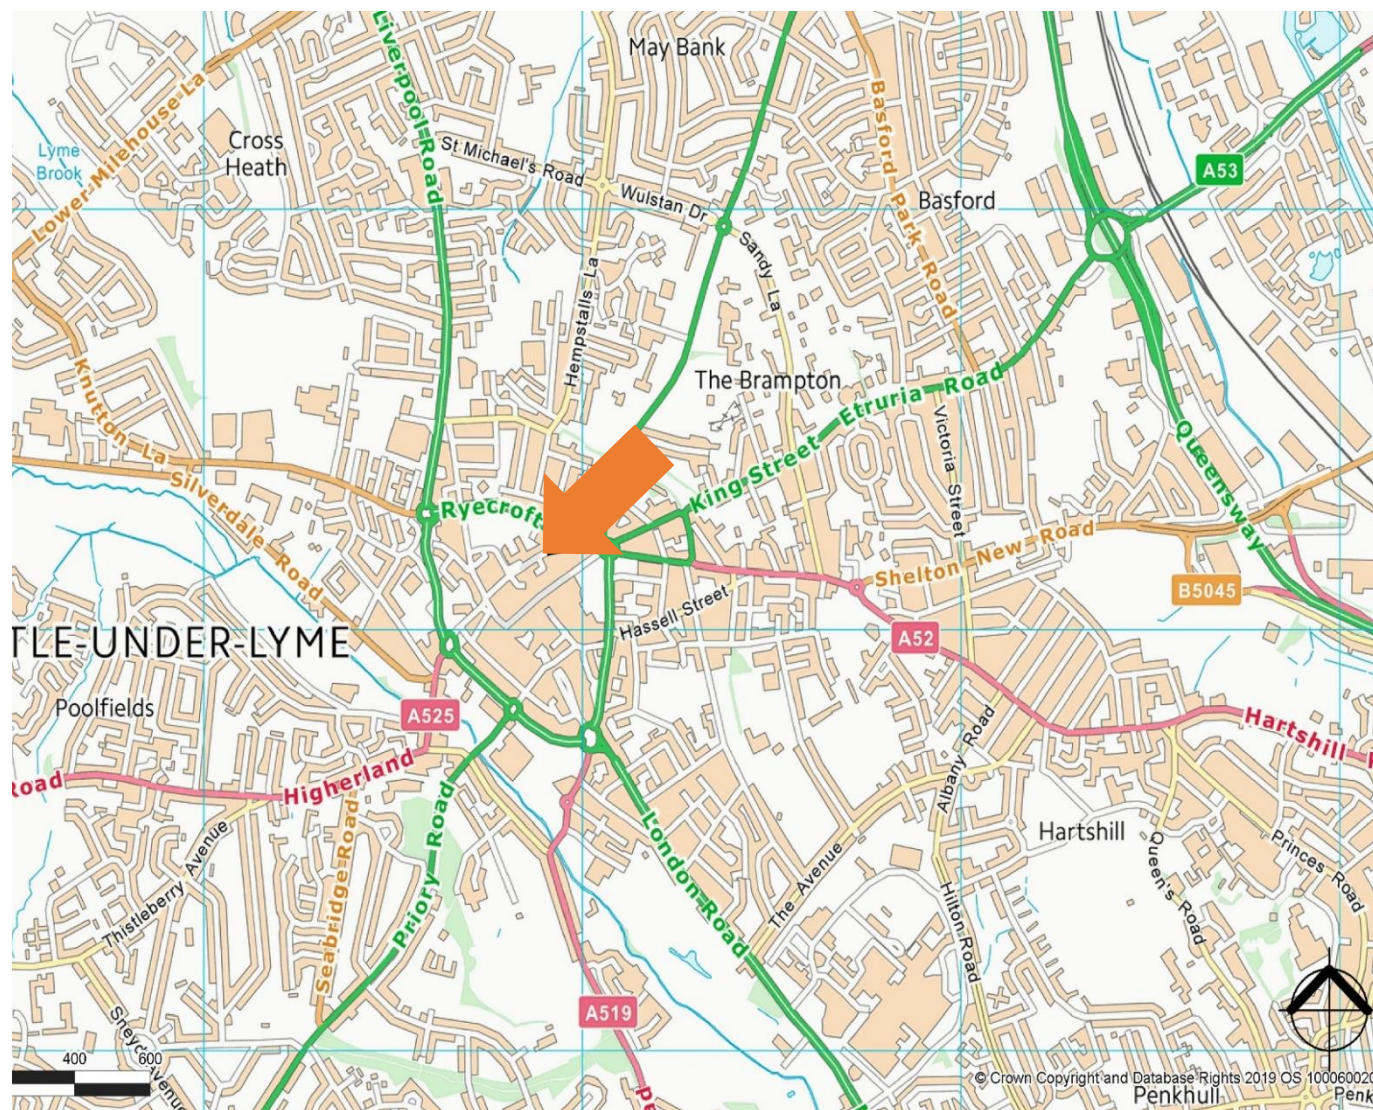 May Bank
Liverpool Road
Lower Milehouse La
Cross
Heath
Lyme
Brook
St Michael's Road
Wulstan Dr
Basford Park Road
Basford
A53
Sandy La
Hempstalls La
The Brampton
Knutton La
Silverdale Road
King Street
Etruria Road
Victoria Street
Queensway
Ryecroft
Shelton New Road
B5045
Hassell Street
A52
TLE-UNDER-LYME
Poolfields
A525
Hartshill
Road
Higherland
Albany Road
Priory Road
London Road
Hartshill
Queen's Road
Princes Road
Thistleberry Avenue
Seabridge Road
The Avenue
Hilton Road
A519
Sneyd Avenue
400
600
© Crown Copyright and Database Rights 2019 OS 100060020
Penkhull
Penk